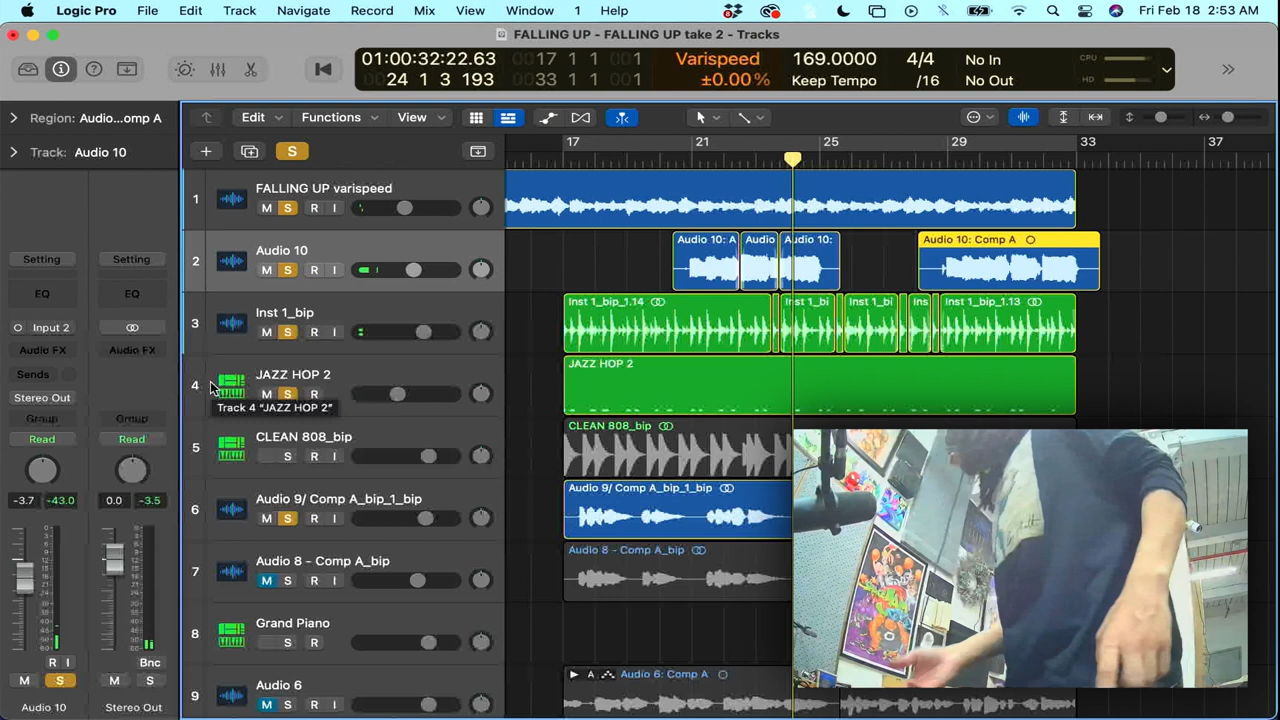 Logic Pro File Edit Track Navigate Record Mix View Window 1 Help Fri Feb 18 2:53 AM
FALLING UP - FALLING UP take 2 - Tracks
01:00:32:22.63 0017 1 1 001 Varispeed 169.0000 4/4 No In CPU
24 1 3 193 0033 1 1 001 ±0.00% Keep Tempo /16 No Out HD
Region: Audio...omp A Edit Functions View
Track: Audio 10 S 17 21 25 29 33 37
1 FALLING UP varispeed
M S R I
2 Audio 10
M S R I
Audio 10: A Audio Audio 10: Audio 10: Comp A
3 Inst 1_bip
M S R I
Inst 1_bip_1.14 Inst 1_bi Inst 1_bi Ins Inst 1_bip_1.13
4 JAZZ HOP 2
M S R
JAZZ HOP 2
Track 4 "JAZZ HOP 2"
5 CLEAN 808_bip
S R
CLEAN 808_bip
6 Audio 9/ Comp A_bip_1_bip
M S R I
Audio 9/ Comp A_bip_1_bip
7 Audio 8 - Comp A_bip
M S R I
Audio 8 - Comp A_bip
8 Grand Piano
S R
9 Audio 6
M S R I
A Audio 6: Comp A
Setting Setting
EQ EQ
Input 2
Audio FX Audio FX
Sends
Stereo Out
Group Group
Read Read
-3.7 -43.0 0.0 -3.5
R I Bnc
M S M S
Audio 10 Stereo Out